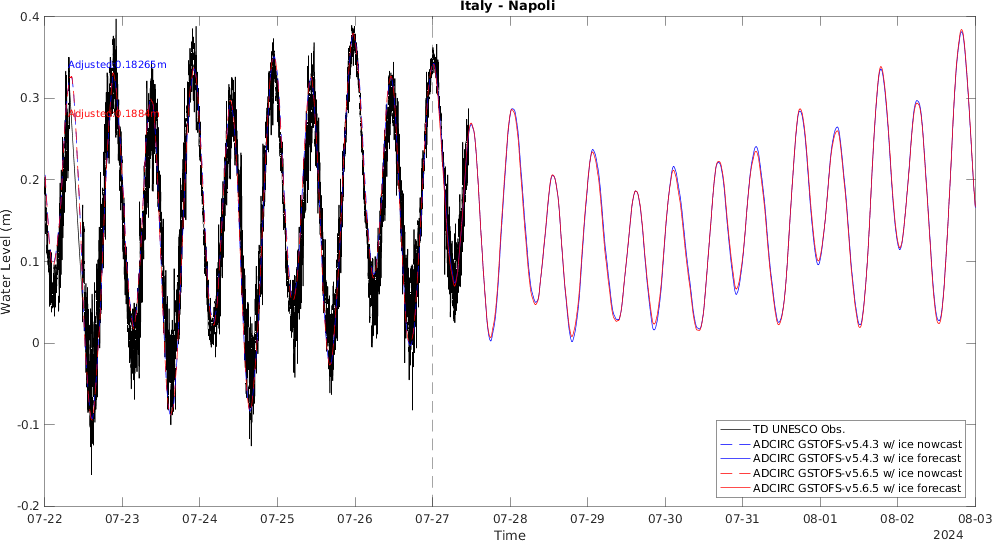 Italy - Napoli
0.4
0.3
0.2
0.1
0
-0.1
-0.2
Water Level (m)
Adjusted 0.18265m
Adjusted 0.1884m
TD UNESCO Obs.
ADCIRC GSTOFS-v5.4.3 w/ ice nowcast
ADCIRC GSTOFS-v5.4.3 w/ ice forecast
ADCIRC GSTOFS-v5.6.5 w/ ice nowcast
ADCIRC GSTOFS-v5.6.5 w/ ice forecast
07-22 07-23 07-24 07-25 07-26 07-27 07-28 07-29 07-30 07-31 08-01 08-02 08-03
Time
2024